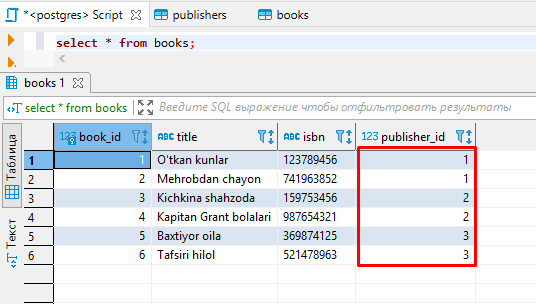 *<postgres> Script publishers books
select * from books;
books 1
select * from books Введите SQL выражение чтобы отфильтровать результаты
Таблица
Текст
123 book_id ABC title ABC isbn 123 publisher_id
1 1 O'tkan kunlar 123789456 1
2 2 Mehrobdan chayon 741963852 1
3 3 Kichkina shahzoda 159753456 2
4 4 Kapitan Grant bolalari 987654321 2
5 5 Baxtiyor oila 369874125 3
6 6 Tafsiri hilol 521478963 3